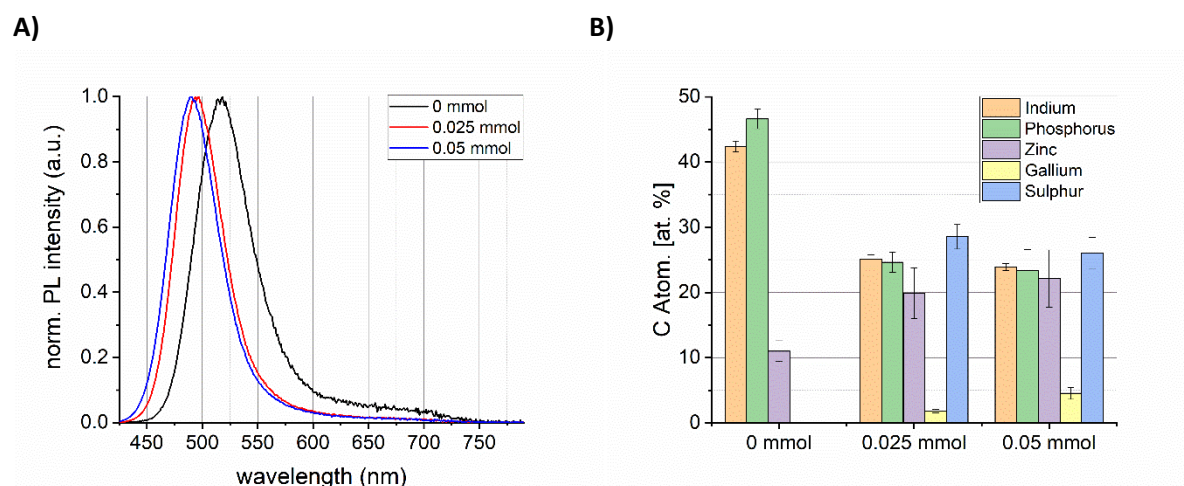 A)
B)
norm. PL intensity (a.u.)
1.0
0.8
0.6
0.4
0.2
0.0
0 mmol
0.025 mmol
0.05 mmol
450 500 550 600 650 700 750
wavelength (nm)
C Atom. [at. %]
50
40
30
20
10
0
Indium
Phosphorus
Zinc
Gallium
Sulphur
0 mmol 0.025 mmol 0.05 mmol